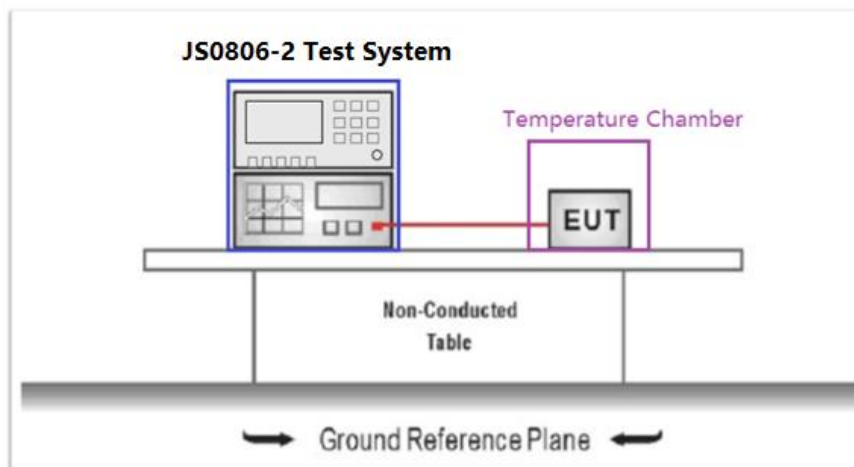 JS0806-2 Test System
Temperature Chamber
EUT
Non-Conducted
Table
Ground Reference Plane